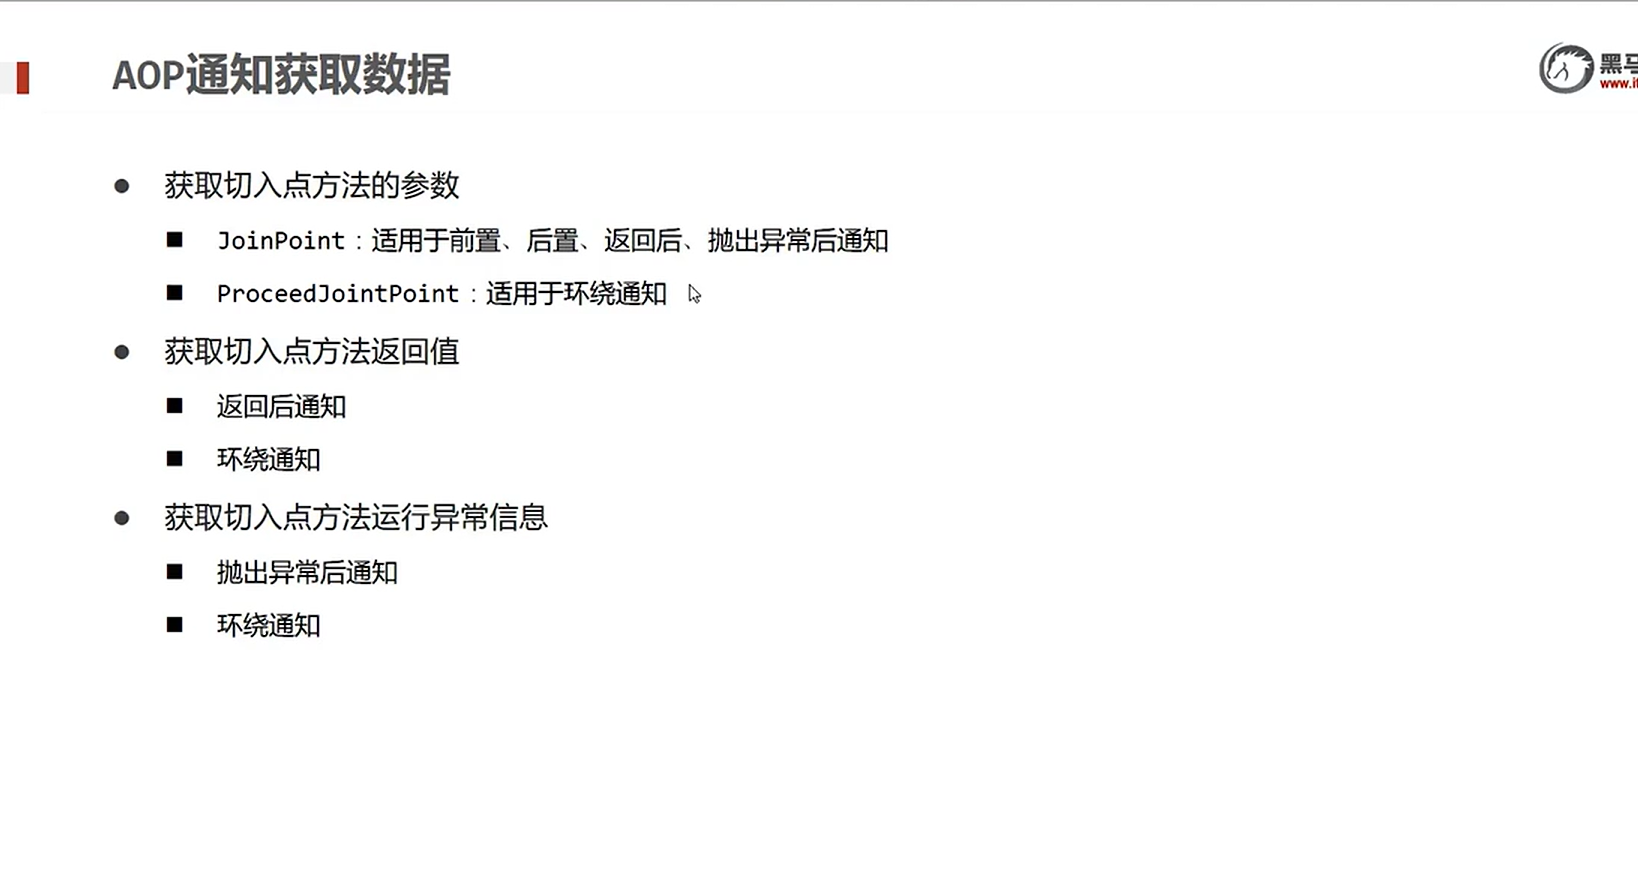 AOP通知获取数据
黑马
www.it
● 获取切入点方法的参数
■ JoinPoint：适用于前置、后置、返回后、抛出异常后通知
■ ProceedJointPoint：适用于环绕通知
● 获取切入点方法返回值
■ 返回后通知
■ 环绕通知
● 获取切入点方法运行异常信息
■ 抛出异常后通知
■ 环绕通知